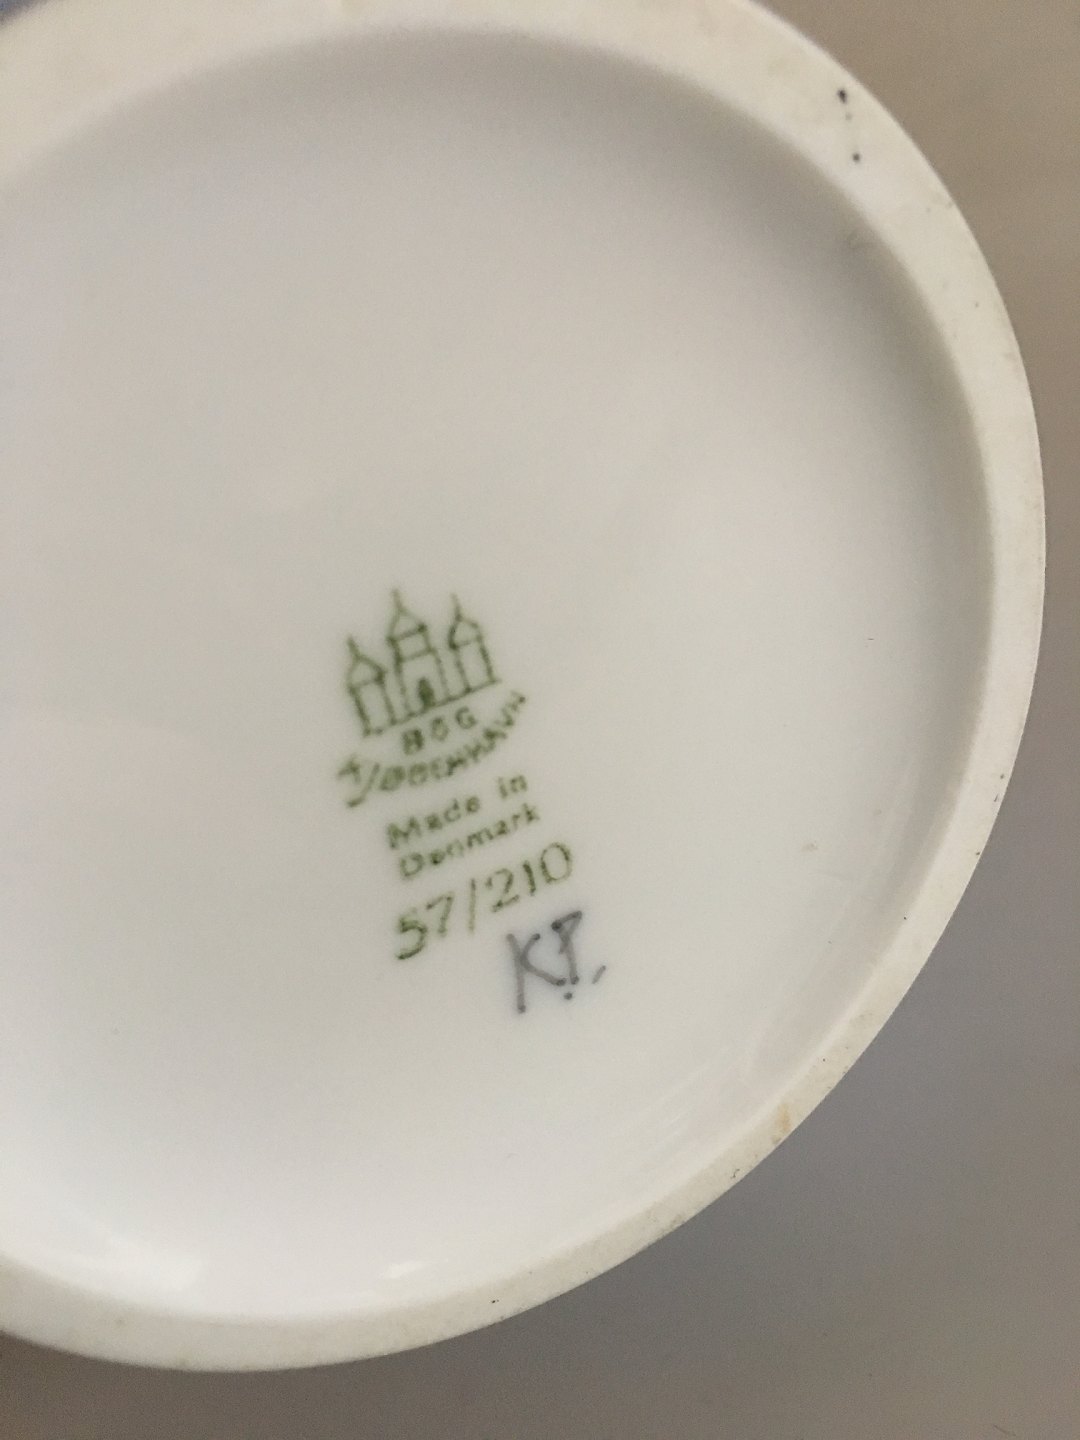 B&G
KJØBENHAVN
Made in
Denmark
57/210
K.P.